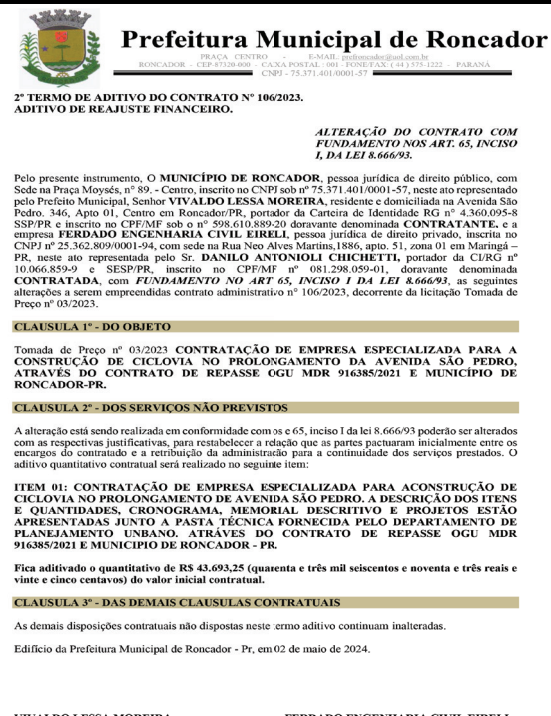 Prefeitura Municipal de Roncador
PRAÇA CENTRO - E-MAIL: prefroncador@uol.com.br
RONCADOR - CEP-87320-000 - CAXA POSTAL : 001 - FONE/FAX: ( 44 ) 575-1222 - PARANÁ
CNPJ - 75.371.401/0001-57
2º TERMO DE ADITIVO DO CONTRATO Nº 106/2023.
ADITIVO DE REAJUSTE FINANCEIRO.
ALTERAÇÃO DO CONTRATO COM
FUNDAMENTO NOS ART. 65, INCISO
I, DA LEI 8.666/93.
Pelo presente instrumento, O MUNICÍPIO DE RONCADOR, pessoa jurídica de direito público, com
Sede na Praça Moysés, nº 89. - Centro, inscrito no CNPJ sob nº 75.371.401/0001-57, neste ato representado
pelo Prefeito Municipal, Senhor VIVALDO LESSA MOREIRA, residente e domiciliada na Avenida São
Pedro. 346, Apto 01, Centro em Roncador/PR, portador da Carteira de Identidade RG nº 4.360.095-8
SSP/PR e inscrito no CPF/MF sob o nº 598.610.889-20 doravante denominada CONTRATANTE. e a
empresa FERDADO ENGENHARIA CIVIL EIRELI, pessoa jurídica de direito privado, inscrita no
CNPJ nº 25.362.809/0001-94, com sede na Rua Neo Alves Martins,1886, apto. 51, zona 01 em Maringá –
PR, neste ato representada pelo Sr. DANILO ANTONIOLI CHICHETTI, portador da CI/RG nº
10.066.859-9 e SESP/PR, inscrito no CPF/MF nº 081.298.059-01, doravante denominada
CONTRATADA, com FUNDAMENTO NO ART 65, INCISO I DA LEI 8.666/93, as seguintes
alterações a serem empreendidas contrato administrativo nº 106/2023, decorrente da licitação Tomada de
Preço nº 03/2023.
CLAUSULA 1º - DO OBJETO
Tomada de Preço nº 03/2023 CONTRATAÇÃO DE EMPRESA ESPECIALIZADA PARA A
CONSTRUÇÃO DE CICLOVIA NO PROLONGAMENTO DA AVENIDA SÃO PEDRO,
ATRAVÉS DO CONTRATO DE REPASSE OGU MDR 916385/2021 E MUNICÍPIO DE
RONCADOR-PR.
CLAUSULA 2º - DOS SERVIÇOS NÃO PREVISTOS
A alteração está sendo realizada em conformidade com os e 65, inciso I da lei 8.666/93 poderão ser alterados
com as respectivas justificativas, para restabelecer a relação que as partes pactuaram inicialmente entre os
encargos do contratado e a retribuição da administração para a continuidade dos serviços prestados. O
aditivo quantitativo contratual será realizado no seguinte item:
ITEM 01: CONTRATAÇÃO DE EMPRESA ESPECIALIZADA PARA ACONSTRUÇÃO DE
CICLOVIA NO PROLONGAMENTO DE AVENIDA SÃO PEDRO. A DESCRIÇÃO DOS ITENS
E QUANTIDADES, CRONOGRAMA, MEMORIAL DESCRITIVO E PROJETOS ESTÃO
APRESENTADAS JUNTO A PASTA TÉCNICA FORNECIDA PELO DEPARTAMENTO DE
PLANEJAMENTO UNBANO. ATRÁVES DO CONTRATO DE REPASSE OGU MDR
916385/2021 E MUNICIPIO DE RONCADOR - PR.
Fica aditivado o quantitativo de R$ 43.693,25 (quarenta e três mil seiscentos e noventa e três reais e
vinte e cinco centavos) do valor inicial contratual.
CLAUSULA 3º - DAS DEMAIS CLAUSULAS CONTRATUAIS
As demais disposições contratuais não dispostas neste termo aditivo continuam inalteradas.
Edifício da Prefeitura Municipal de Roncador - Pr, em 02 de maio de 2024.
VIVALDO LESSA MOREIRA FERDADO ENGENHARIA CIVIL EIRELI